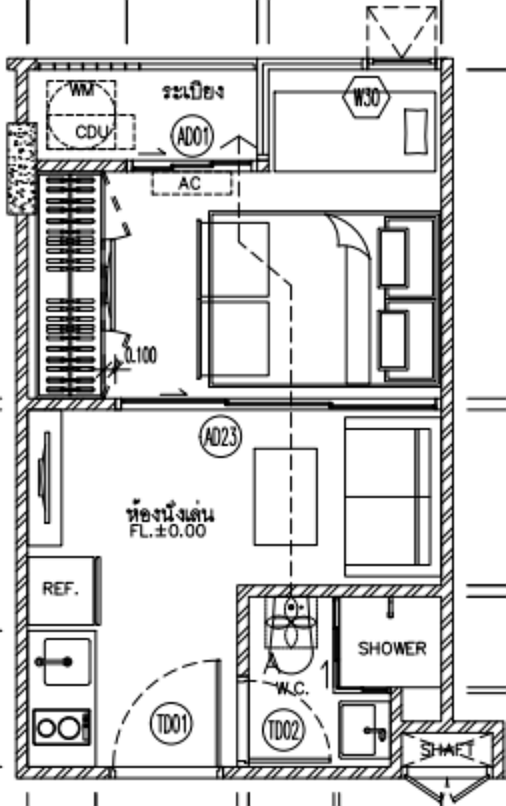 WM
ระเบียง
W30
CDU
AD01
AC
0.100
AD23
ห้องนั่งเล่น
FL.±0.00
REF.
SHOWER
W.C.
TD01
TD02
SHAFT